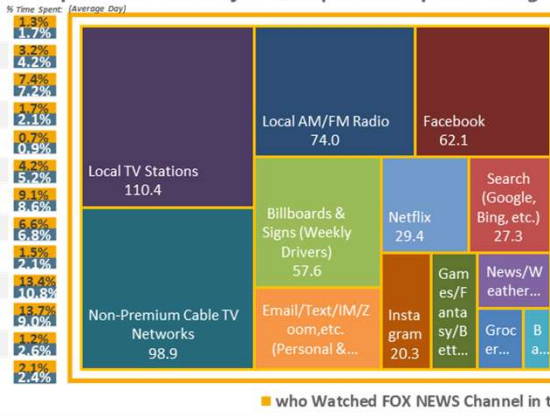 % Time Spent: (Average Day)
1.3%
1.7%
3.2%
4.2%
7.4%
7.2%
1.7%
2.1%
0.7%
0.9%
4.2%
5.2%
9.1%
8.6%
6.6%
6.8%
1.5%
2.1%
13.4%
10.8%
13.7%
9.0%
1.2%
2.6%
2.1%
2.4%
Local TV Stations
110.4
Non-Premium Cable TV
Networks
98.9
Local AM/FM Radio
74.0
Facebook
62.1
Billboards &
Signs (Weekly
Drivers)
57.6
Email/Text/IM/Z
oom,etc.
(Personal &...
Netflix
29.4
Search
(Google,
Bing, etc.)
27.3
Insta
gram
20.3
Gam
es/F
anta
sy/B
ett...
News/W
eather...
Groc
er...
B
a...
who Watched FOX NEWS Channel in t